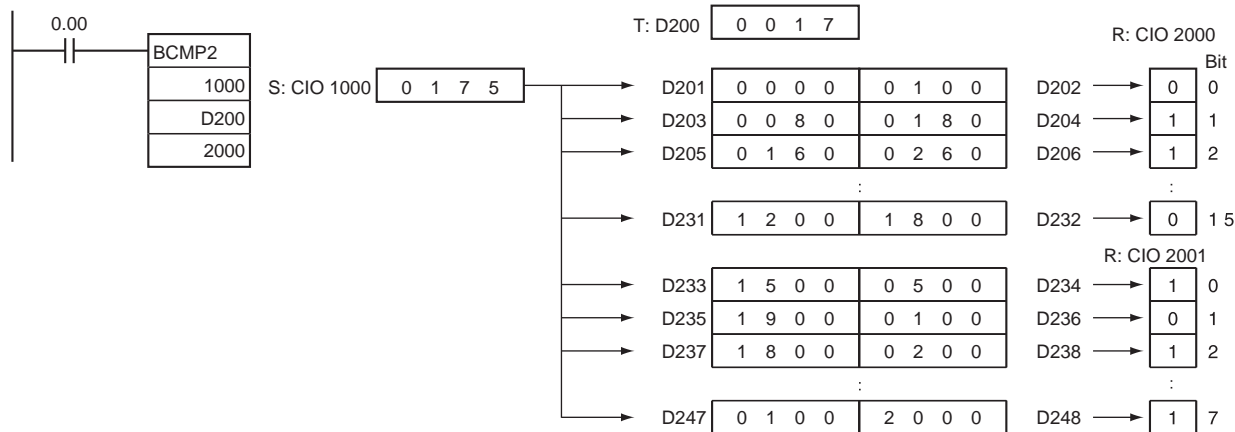 0.00
BCMP2
1000
D200
2000
T: D200 0 0 1 7
S: CIO 1000 0 1 7 5
R: CIO 2000
Bit
D201 0 0 0 0 0 1 0 0 D202 0 0
D203 0 0 8 0 0 1 8 0 D204 1 1
D205 0 1 6 0 0 2 6 0 D206 1 2
: :
D231 1 2 0 0 1 8 0 0 D232 0 1 5
R: CIO 2001
D233 1 5 0 0 0 5 0 0 D234 1 0
D235 1 9 0 0 0 1 0 0 D236 0 1
D237 1 8 0 0 0 2 0 0 D238 1 2
: :
D247 0 1 0 0 2 0 0 0 D248 1 7